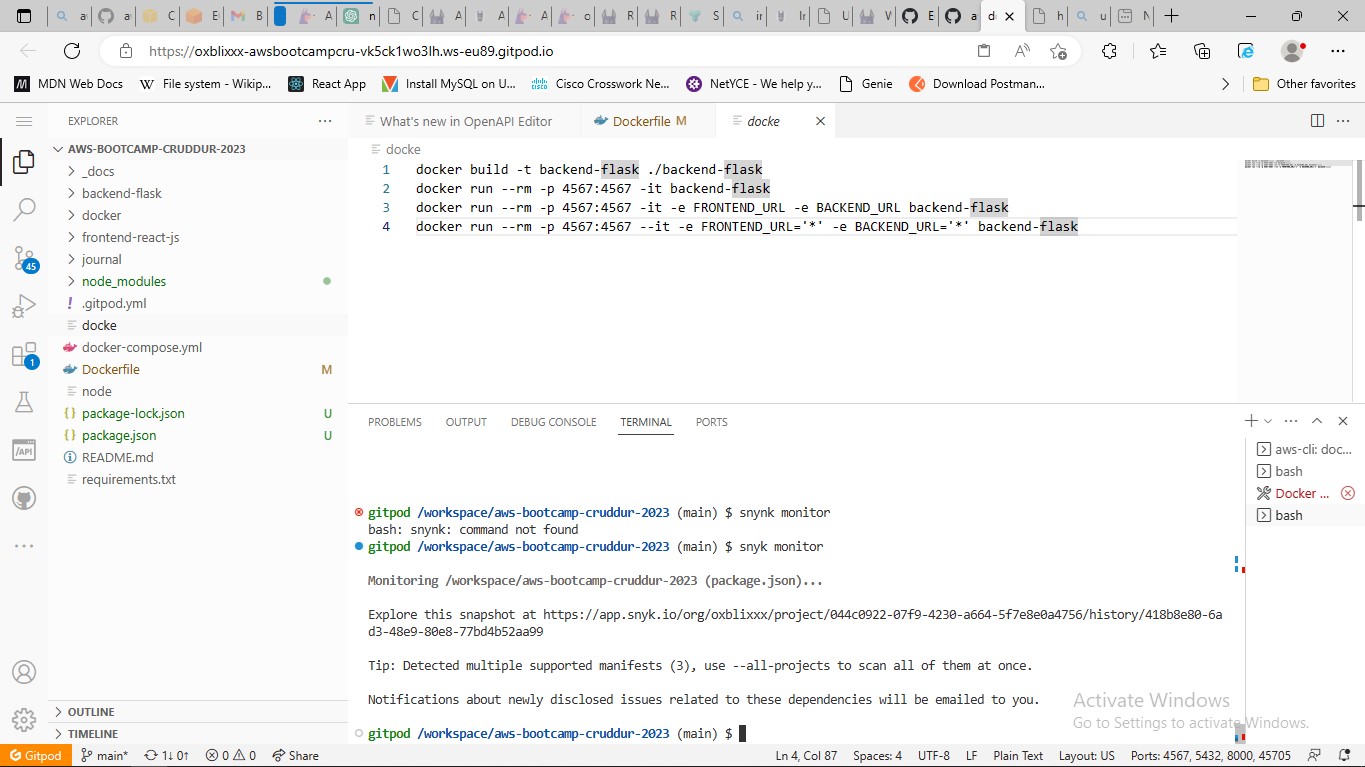 https://oxblixxx-awsbootcampcru-vk5ck1wo3lh.ws-eu89.gitpod.io
MDN Web Docs
File system - Wikip...
React App
Install MySQL on U...
Cisco Crosswork Ne...
NetYCE - We help y...
Genie
Download Postman...
Other favorites
EXPLORER
What's new in OpenAPI Editor
Dockerfile M
docke
AWS-BOOTCAMP-CRUDDUR-2023
_docs
backend-flask
docker
frontend-react-js
journal
node_modules
.gitpod.yml
docke
docker-compose.yml
Dockerfile M
node
package-lock.json U
package.json U
README.md
requirements.txt
OUTLINE
TIMELINE
45
1
/API
docke
1 docker build -t backend-flask ./backend-flask
2 docker run --rm -p 4567:4567 -it backend-flask
3 docker run --rm -p 4567:4567 -it -e FRONTEND_URL -e BACKEND_URL backend-flask
4 docker run --rm -p 4567:4567 --it -e FRONTEND_URL='*' -e BACKEND_URL='*' backend-flask
PROBLEMS OUTPUT DEBUG CONSOLE TERMINAL PORTS
gitpod /workspace/aws-bootcamp-cruddur-2023 (main) $ snynk monitor
bash: snynk: command not found
gitpod /workspace/aws-bootcamp-cruddur-2023 (main) $ snyk monitor
Monitoring /workspace/aws-bootcamp-cruddur-2023 (package.json)...
Explore this snapshot at https://app.snyk.io/org/oxblixxx/project/044c0922-07f9-4230-a664-5f7e8e0a4756/history/418b8e80-6a
d3-48e9-80e8-77bd4b52aa99
Tip: Detected multiple supported manifests (3), use --all-projects to scan all of them at once.
Notifications about newly disclosed issues related to these dependencies will be emailed to you.
gitpod /workspace/aws-bootcamp-cruddur-2023 (main) $
aws-cli: doc...
bash
Docker ...
bash
Activate Windows
Go to Settings to activate Windows.
Gitpod
main*
1↓ 0↑
0
0
Share
Ln 4, Col 87
Spaces: 4
UTF-8
LF
Plain Text
Layout: US
Ports: 4567, 5432, 8000, 45705